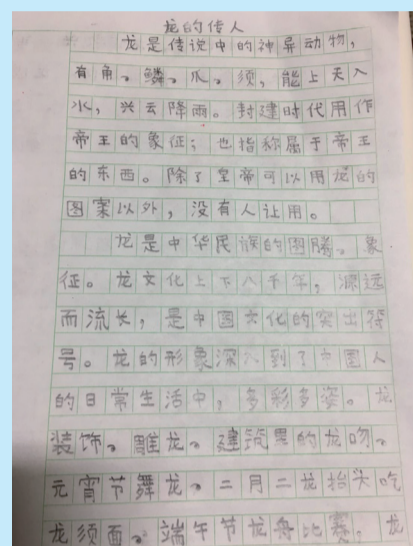 龙的传人
龙是传说中的神异动物，
有角、鳞、爪、须，能上天入
水，兴云降雨。封建时代用作
帝王的象征；也指称属于帝王
的东西。除了皇帝可以用龙的
图案以外，没有人让用。
龙是中华民族的图腾、象
征。龙文化上下八千年，源远
而流长，是中国文化的突出符
号。龙的形象深入到了中国人
的日常生活中，多彩多姿。龙
装饰、雕龙、建筑里的龙吻、
元宵节舞龙、二月二龙抬头吃
龙须面、端午节龙舟比赛，龙